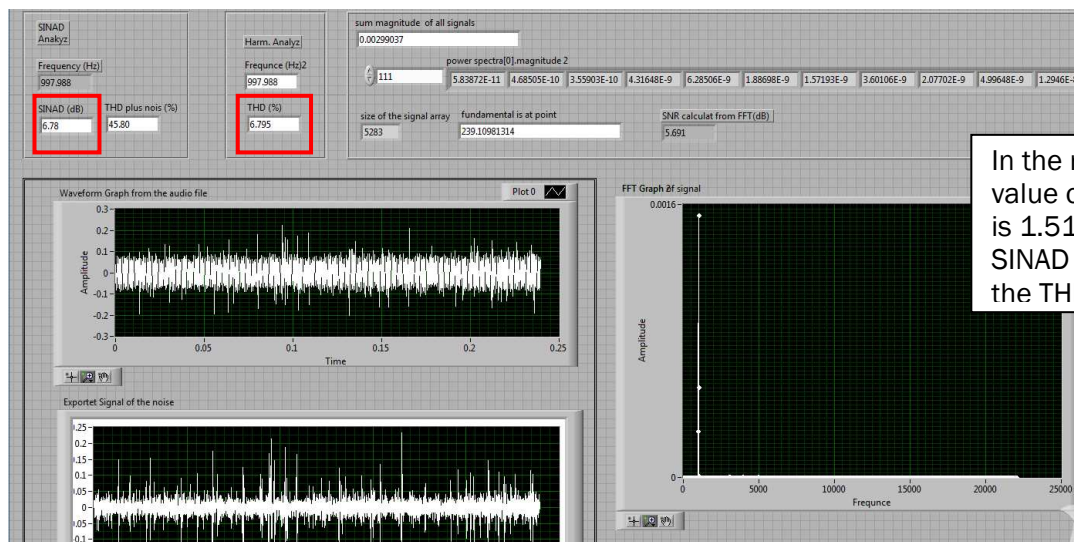 SINAD
Anakyz
Frequency (Hz)
997.988
SINAD (dB)
6.78
THD plus nois (%)
45.80
Harm. Analyz
Frequnce (Hz)2
997.988
THD (%)
6.795
sum magnitude of all signals
0.00299037
power spectra[0].magnitude 2
111
5.83872E-11 4.68505E-10 3.55903E-10 4.31648E-9 6.28506E-9 1.88698E-9 1.57193E-9 3.60106E-9 2.07702E-9 4.99648E-9 1.2946E-8
size of the signal array
5283
fundamental is at point
239.10981314
SNR calculat from FFT(dB)
5.691
In the
value
is 1.51
SINAD
the TH
Waveform Graph from the audio file
Plot 0
0.3
0.2
0.1
0
-0.1
-0.2
-0.3
Amplitude
0 0.05 0.1 0.15 0.2 0.25
Time
Exportet Signal of the noise
.25
0.2
.15
0.1
.05
0
.05
0.1
FFT Graph of signal
0.0016
0
Amplitude
0 5000 10000 15000 20000 25000
Frequnce